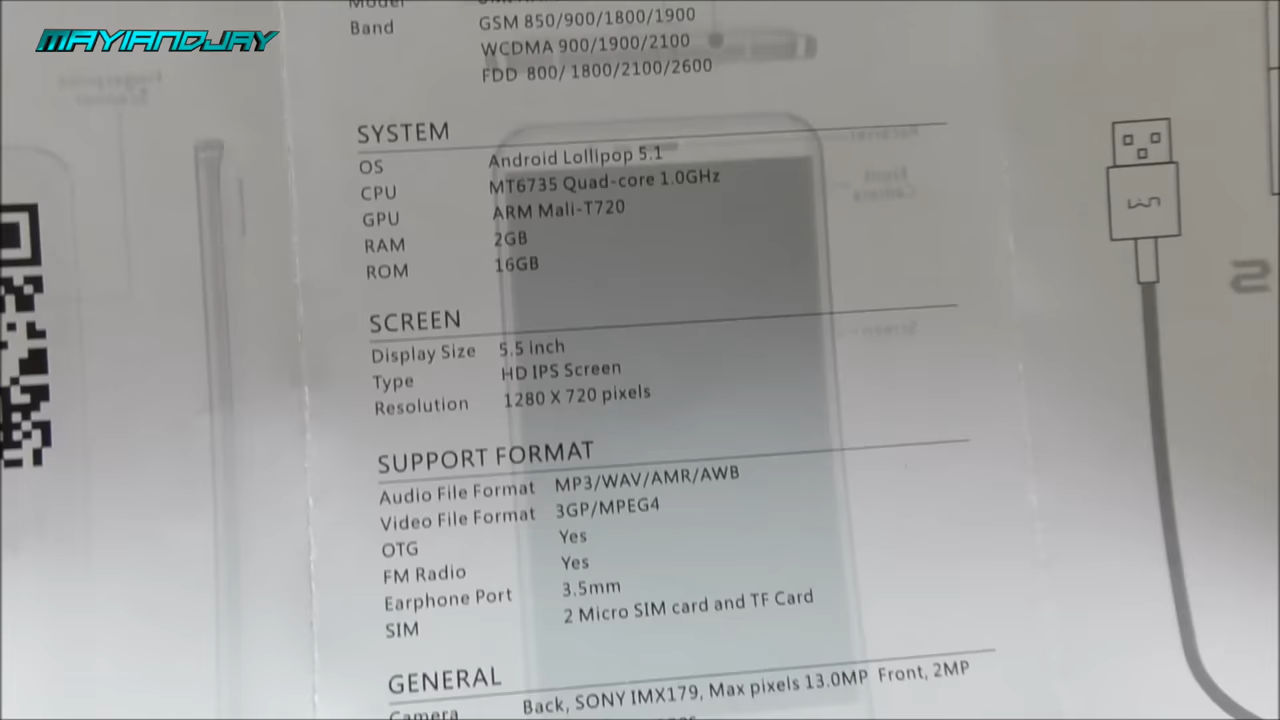 MAYIANDJAY
Model
Band GSM 850/900/1800/1900
WCDMA 900/1900/2100
FDD 800/ 1800/2100/2600
SYSTEM
OS Android Lollipop 5.1
CPU MT6735 Quad-core 1.0GHz
GPU ARM Mali-T720
RAM 2GB
ROM 16GB
SCREEN
Display Size 5.5 inch
Type HD IPS Screen
Resolution 1280 X 720 pixels
SUPPORT FORMAT
Audio File Format MP3/WAV/AMR/AWB
Video File Format 3GP/MPEG4
OTG Yes
FM Radio Yes
Earphone Port 3.5mm
SIM 2 Micro SIM card and TF Card
GENERAL
Camera Back, SONY IMX179, Max pixels 13.0MP Front, 2MP